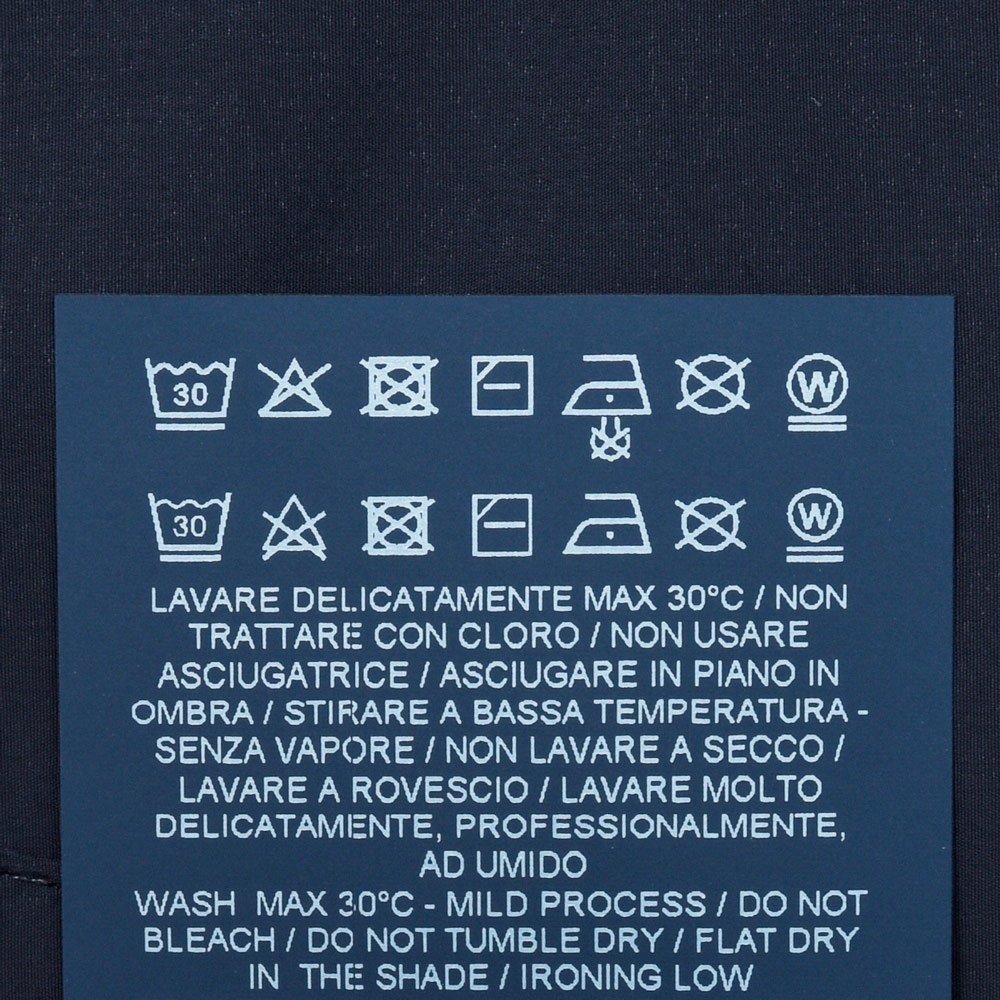 30 W
30 W
LAVARE DELICATAMENTE MAX 30°C / NON
TRATTARE CON CLORO / NON USARE
ASCIUGATRICE / ASCIUGARE IN PIANO IN
OMBRA / STIRARE A BASSA TEMPERATURA -
SENZA VAPORE / NON LAVARE A SECCO /
LAVARE A ROVESCIO / LAVARE MOLTO
DELICATAMENTE, PROFESSIONALMENTE,
AD UMIDO
WASH MAX 30°C - MILD PROCESS / DO NOT
BLEACH / DO NOT TUMBLE DRY / FLAT DRY
IN THE SHADE / IRONING LOW